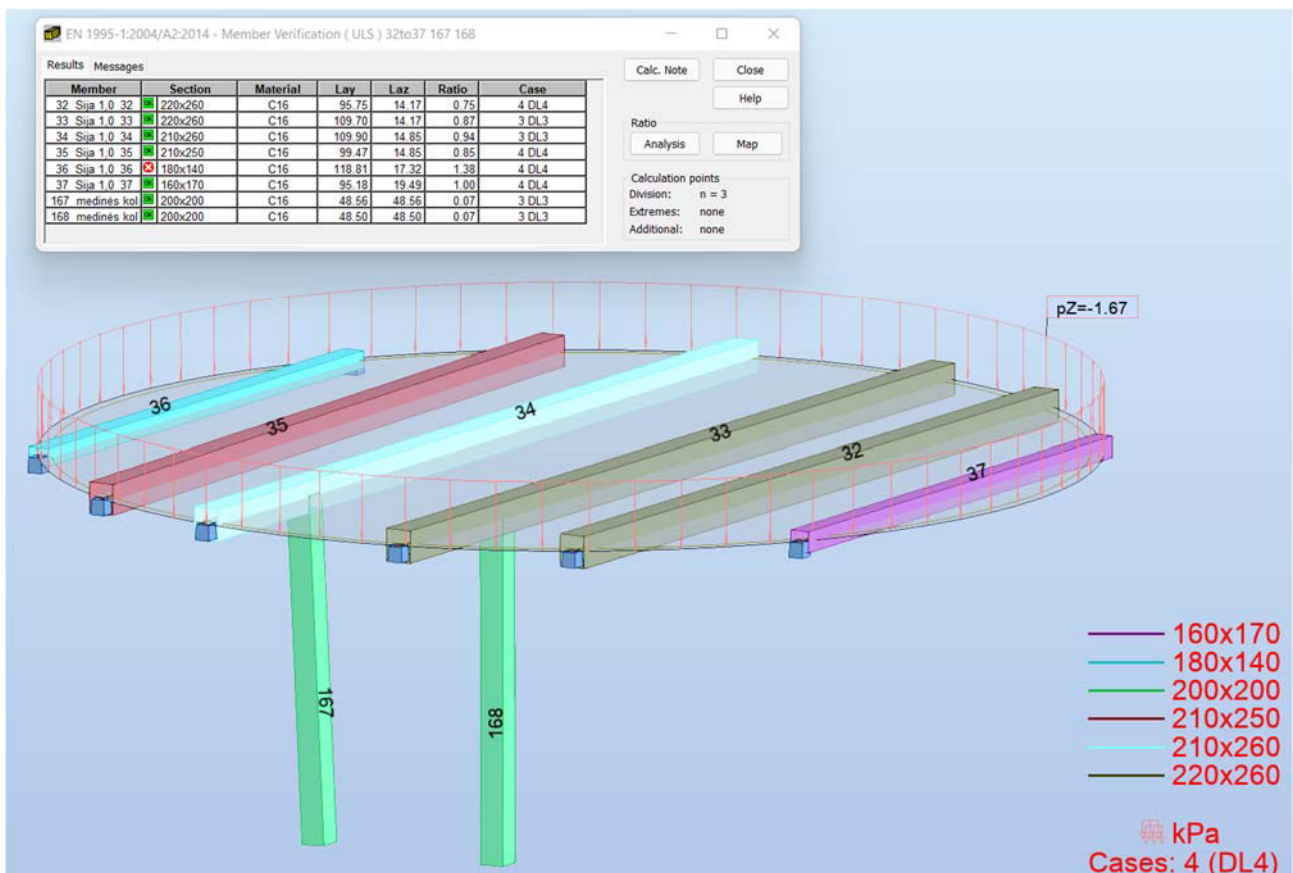 EN 1995-1:2004/A2:2014 - Member Verification ( ULS ) 32to37 167 168
Results Messages
Calc. Note Close
Help
Member Section Material Lay Laz Ratio Case
32 Sija 1,0 32 OK 220x260 C16 95.75 14.17 0.75 4 DL4
33 Sija 1,0 33 OK 220x260 C16 109.70 14.17 0.87 3 DL3
34 Sija 1,0 34 OK 210x260 C16 109.90 14.85 0.94 3 DL3
35 Sija 1,0 35 OK 210x250 C16 99.47 14.85 0.85 4 DL4
36 Sija 1,0 36 180x140 C16 118.81 17.32 1.38 4 DL4
37 Sija 1,0 37 OK 160x170 C16 95.18 19.49 1.00 4 DL4
167 medinės kol OK 200x200 C16 48.56 48.56 0.07 3 DL3
168 medinės kol OK 200x200 C16 48.50 48.50 0.07 3 DL3
Ratio
Analysis Map
Calculation points
Division: n = 3
Extremes: none
Additional: none
pZ=-1.67
36
35
34
33
32
37
167
168
160x170
180x140
200x200
210x250
210x260
220x260
kPa
Cases: 4 (DL4)